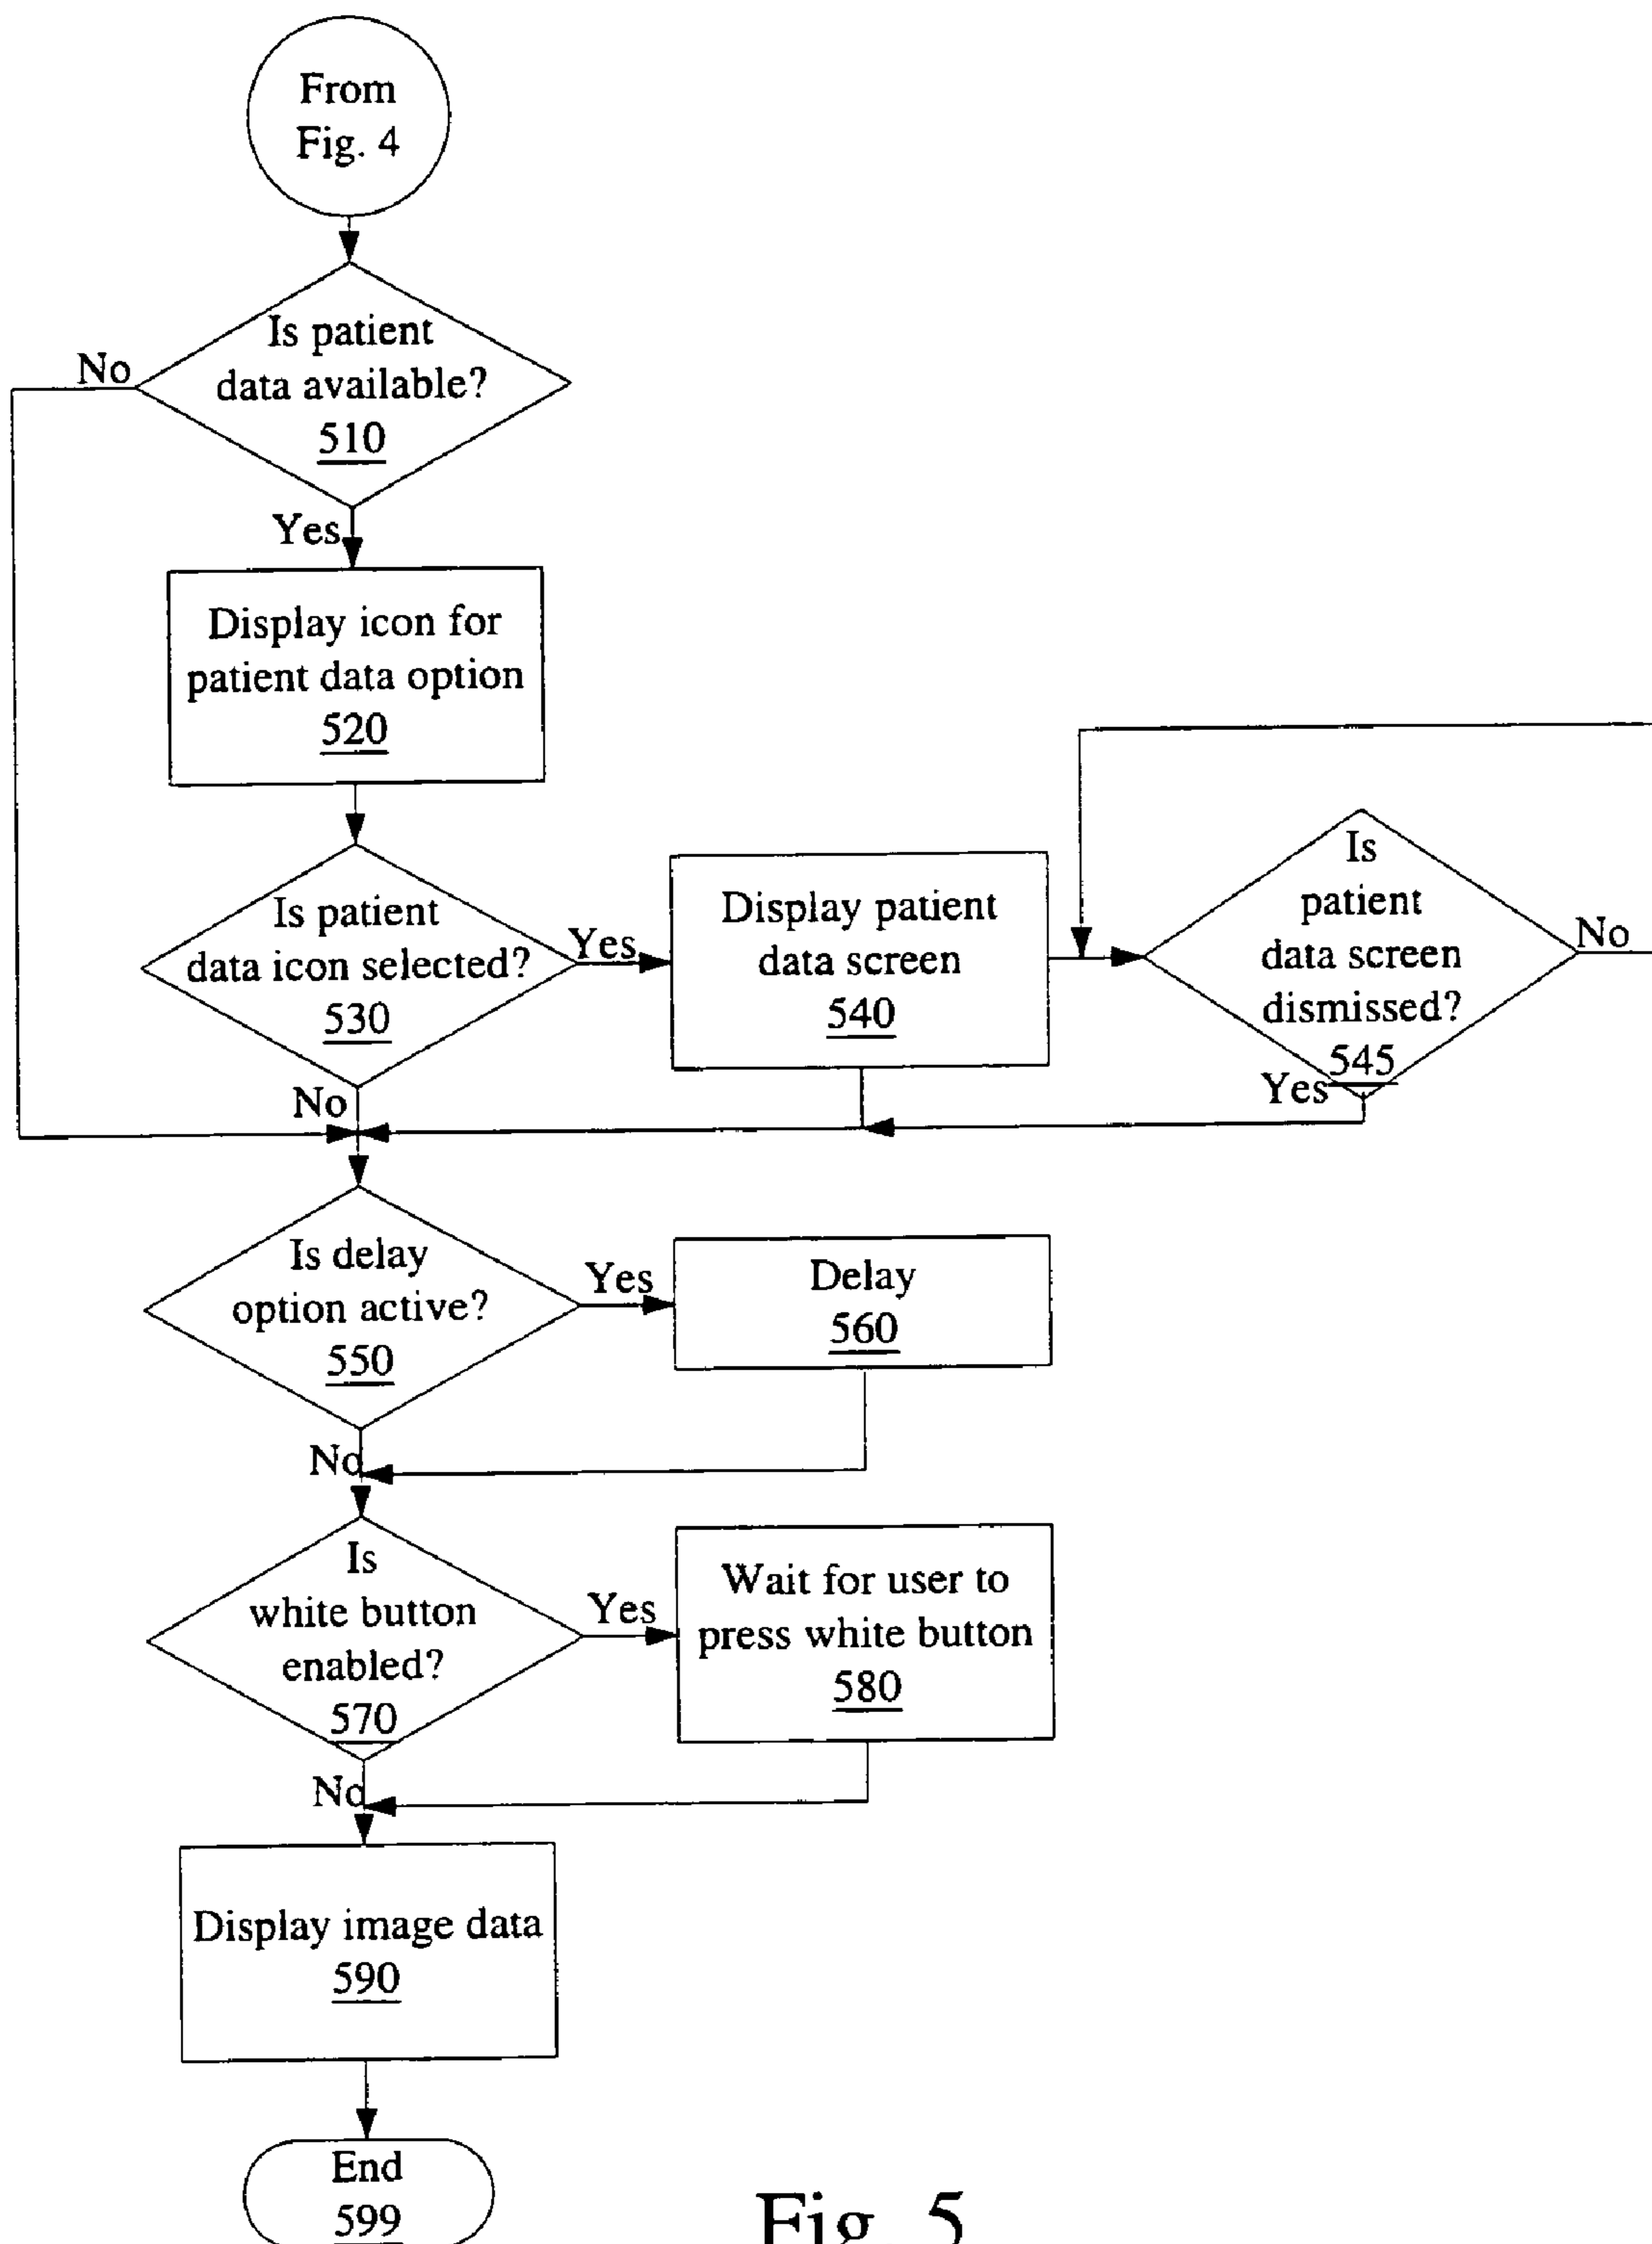 From
Fig. 4
Is patient
data available?
510
No
Yes
Display icon for
patient data option
520
Is patient
data icon selected?
530
Yes
No
Display patient
data screen
540
Is
patient
data screen
dismissed?
545
No
Yes
Is delay
option active?
550
Yes
No
Delay
560
Is
white button
enabled?
570
Yes
No
Wait for user to
press white button
580
Display image data
590
End
599
Fig. 5